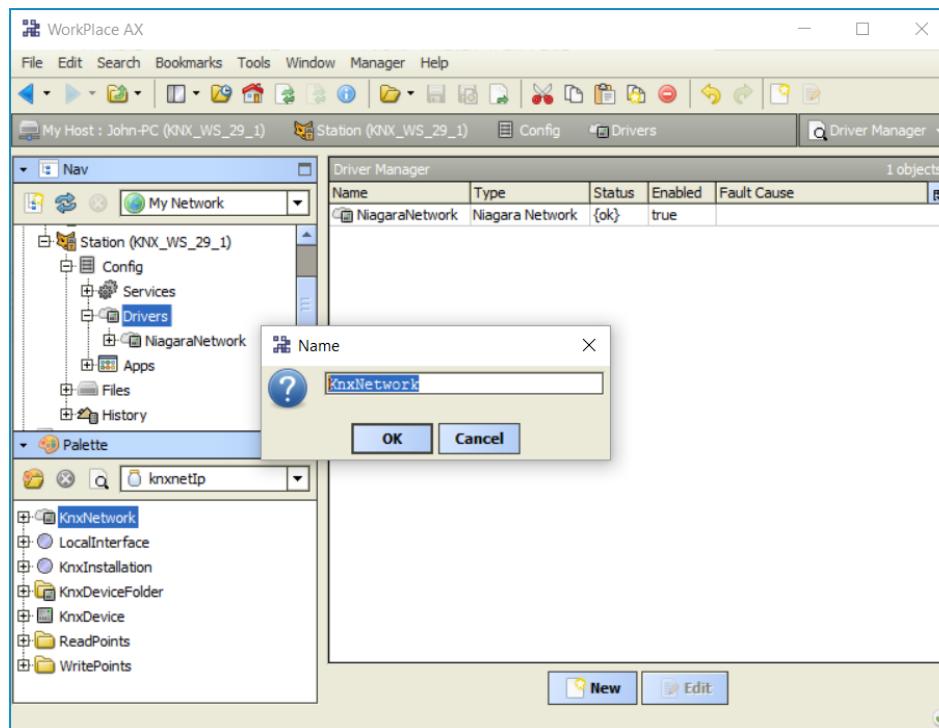 WorkPlace AX
File Edit Search Bookmarks Tools Window Manager Help
My Host : John-PC (KNX_WS_29_1) Station (KNX_WS_29_1) Config Drivers Driver Manager
Nav
My Network
Station (KNX_WS_29_1)
Config
Services
Drivers
NiagaraNetwork
Apps
Files
History
Palette
knxnetIp
KnxNetwork
LocalInterface
KnxInstallation
KnxDeviceFolder
KnxDevice
ReadPoints
WritePoints
Driver Manager 1 objects
Name Type Status Enabled Fault Cause
NiagaraNetwork Niagara Network {ok} true
Name
KnxNetwork
OK Cancel
New Edit